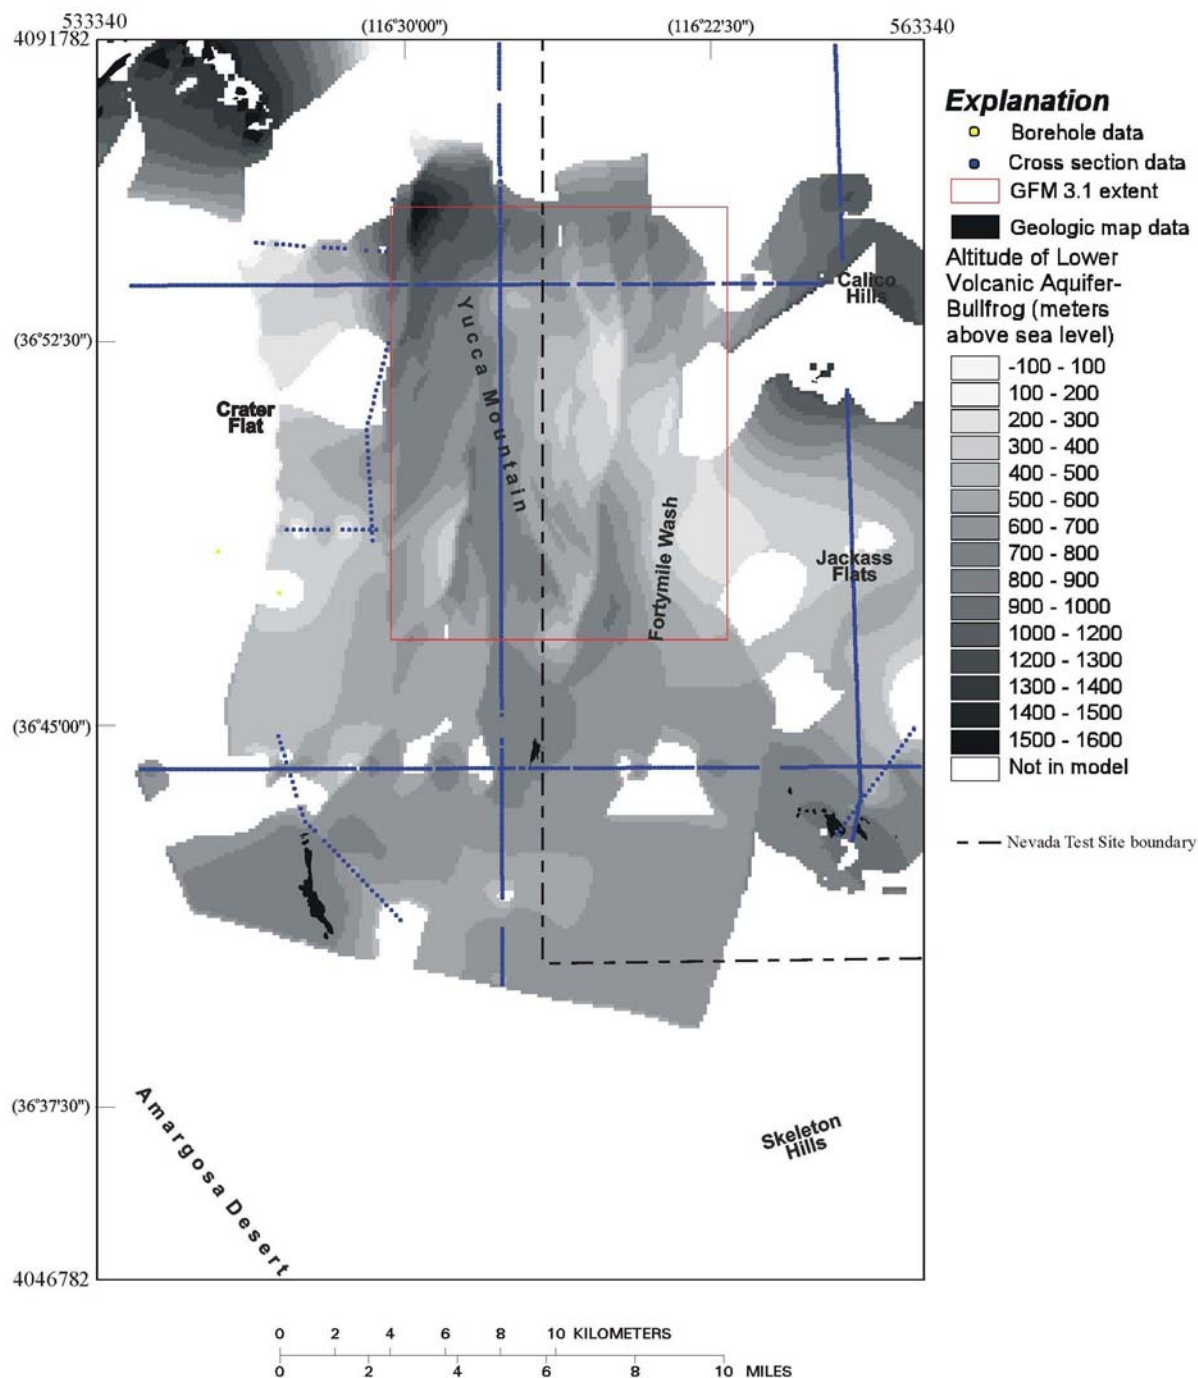 533340
(116°30'00")
(116°22'30")
563340
4091782
(36°52'30")
(36°45'00")
(36°37'30")
4046782
Calico
Hills
Yucca Mountain
Crater
Flat
Fortymile Wash
Jackass
Flats
Amargosa Desert
Skeleton
Hills
Explanation
Borehole data
Cross section data
GFM 3.1 extent
Geologic map data
Altitude of Lower
Volcanic Aquifer-
Bullfrog (meters
above sea level)
-100 - 100
100 - 200
200 - 300
300 - 400
400 - 500
500 - 600
600 - 700
700 - 800
800 - 900
900 - 1000
1000 - 1200
1200 - 1300
1300 - 1400
1400 - 1500
1500 - 1600
Not in model
Nevada Test Site boundary
0 2 4 6 8 10 KILOMETERS
0 2 4 6 8 10 MILES